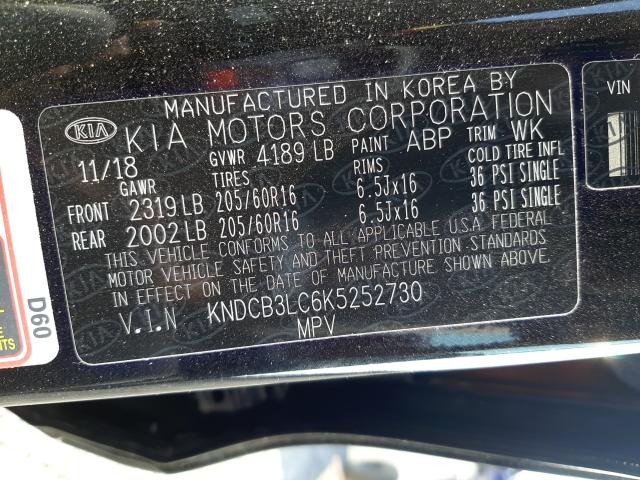 MANUFACTURED IN KOREA BY
KIA KIA MOTORS CORPORATION
11/18 GVWR 4189 LB PAINT ABP TRIM WK
GAWR TIRES RIMS COLD TIRE INFL
FRONT 2319 LB 205/60R16 6.5Jx16 36 PSI SINGLE
REAR 2002 LB 205/60R16 6.5Jx16 36 PSI SINGLE
THIS VEHICLE CONFORMS TO ALL APPLICABLE U.S.A FEDERAL
MOTOR VEHICLE SAFETY AND THEFT PREVENTION STANDARDS
IN EFFECT ON THE DATE OF MANUFACTURE SHOWN ABOVE.
V.I.N KNDCB3LC6K5252730
MPV
D60
VIN